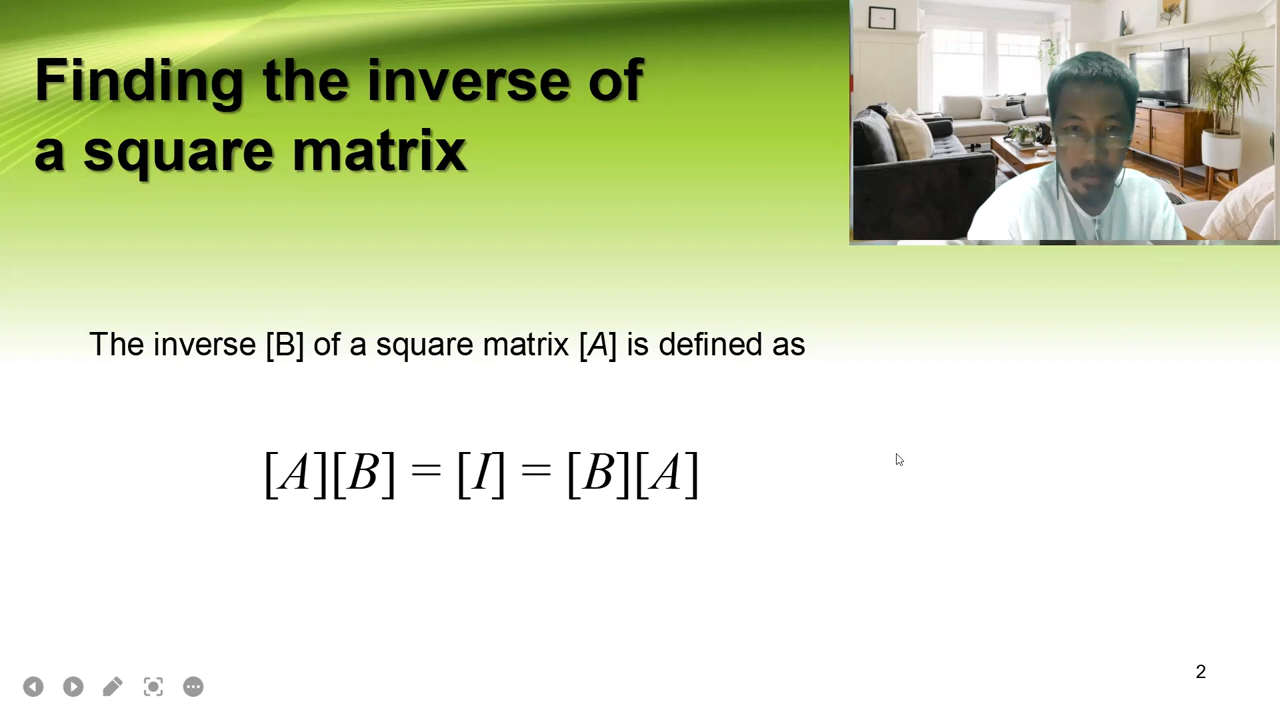 Finding the inverse of
a square matrix
The inverse [B] of a square matrix [A] is defined as
[A][B] = [I] = [B][A]
2